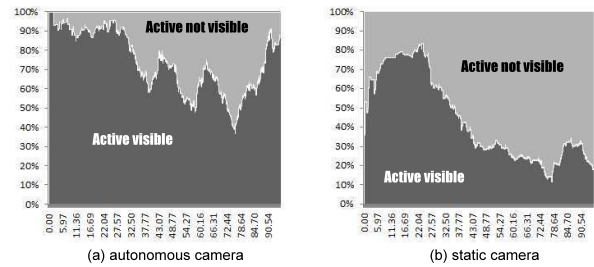 100%
90%
80%
70%
60%
50%
40%
30%
20%
10%
0%
Active not visible
Active visible
0.00 5.97 11.36 16.69 22.04 27.57 32.50 37.77 43.07 48.77 54.81 60.16 66.31 72.44 78.64 84.70 90.54
(a) autonomous camera
100%
90%
80%
70%
60%
50%
40%
30%
20%
10%
0%
Active not visible
Active visible
0.00 5.97 11.36 16.69 22.04 27.57 32.50 37.77 43.07 48.77 54.81 60.16 66.31 72.44 78.64 84.70 90.54
(b) static camera